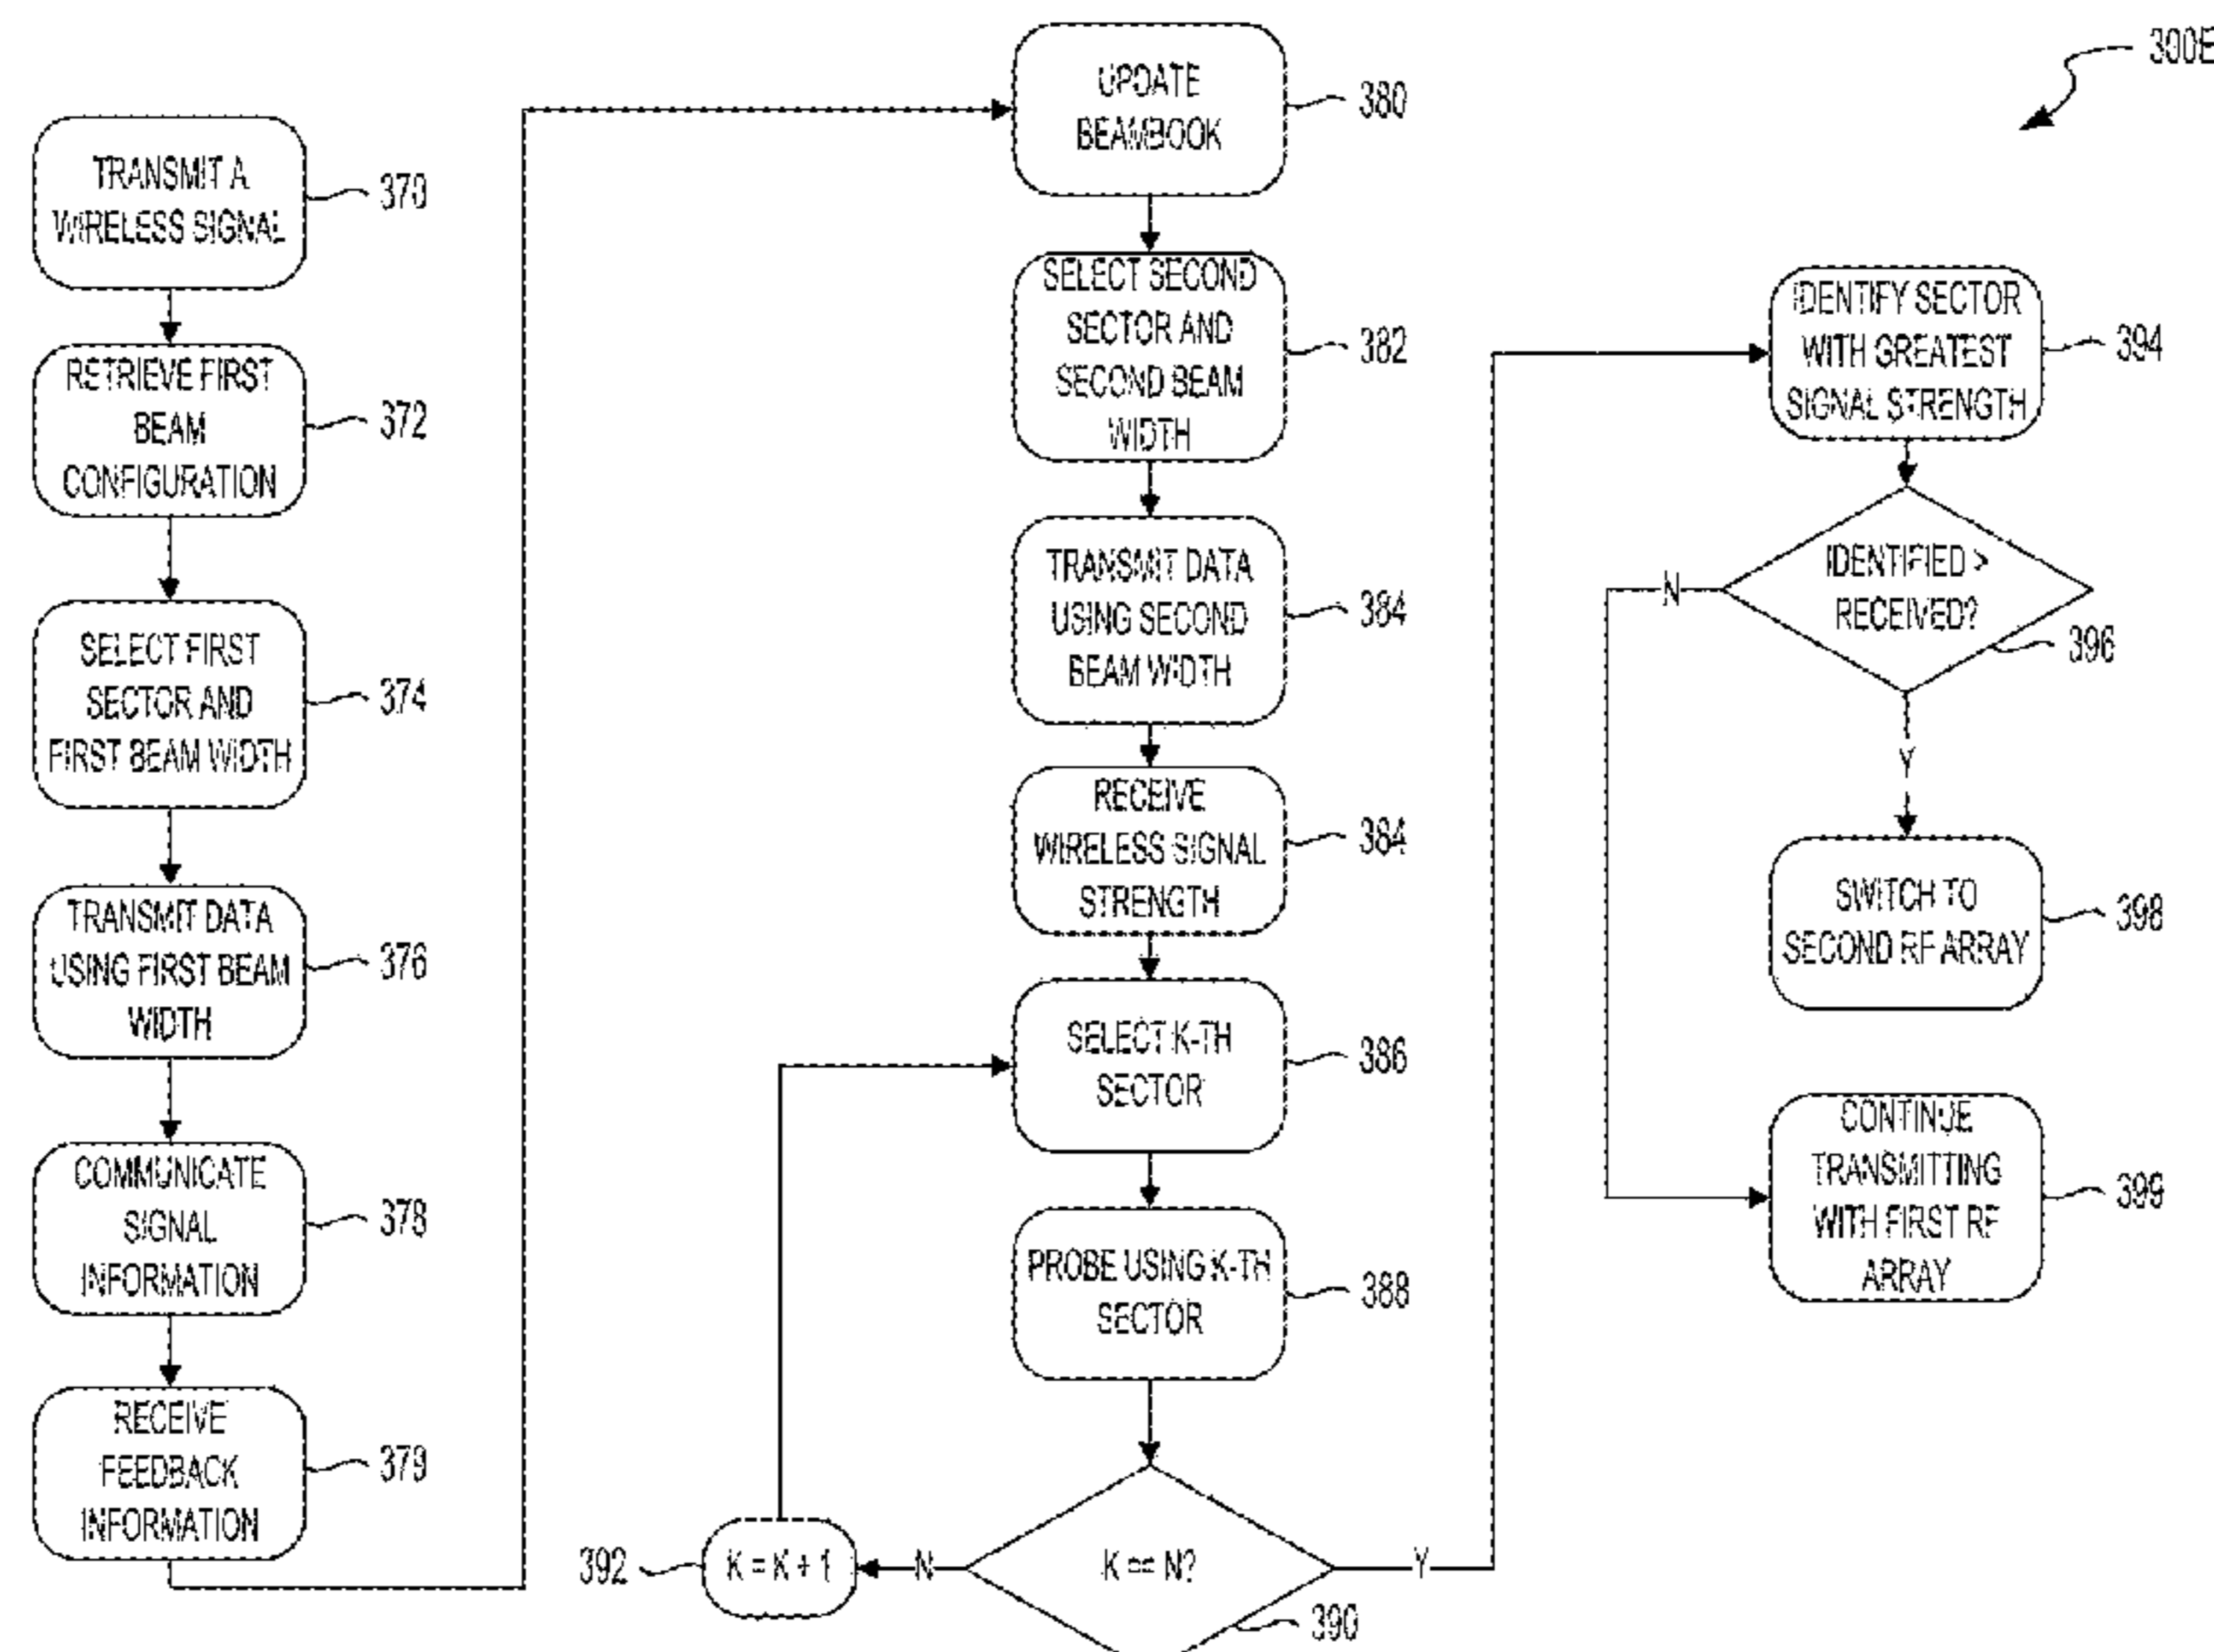 300E
TRANSMIT A
WIRELESS SIGNAL
370
RETRIEVE FIRST
BEAM
CONFIGURATION
372
SELECT FIRST
SECTOR AND
FIRST BEAM WIDTH
374
TRANSMIT DATA
USING FIRST BEAM
WIDTH
376
COMMUNICATE
SIGNAL
INFORMATION
378
RECEIVE
FEEDBACK
INFORMATION
379
UPDATE
BEAMBOOK
380
SELECT SECOND
SECTOR AND
SECOND BEAM
WIDTH
382
TRANSMIT DATA
USING SECOND
BEAM WIDTH
384
RECEIVE
WIRELESS SIGNAL
STRENGTH
384
SELECT K-TH
SECTOR
386
PROBE USING K-TH
SECTOR
388
K == N?
390
N
K = K + 1
392
Y
IDENTIFY SECTOR
WITH GREATEST
SIGNAL STRENGTH
394
IDENTIFIED >
RECEIVED?
396
N
Y
SWITCH TO
SECOND RF ARRAY
398
CONTINUE
TRANSMITTING
WITH FIRST RF
ARRAY
399